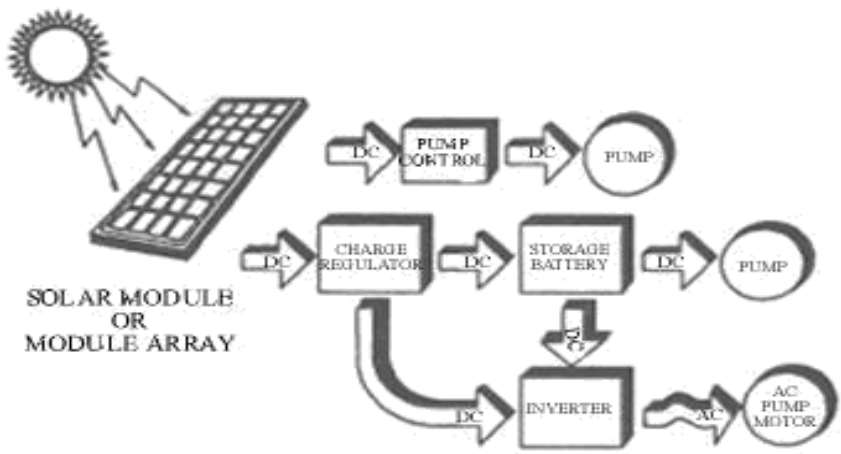 DC
PUMP
CONTROL
DC
PUMP
DC
CHARGE
REGULATOR
DC
STORAGE
BATTERY
DC
PUMP
SOLAR MODULE
OR
MODULE ARRAY
DC
DC
INVERTER
AC
AC
PUMP
MOTOR